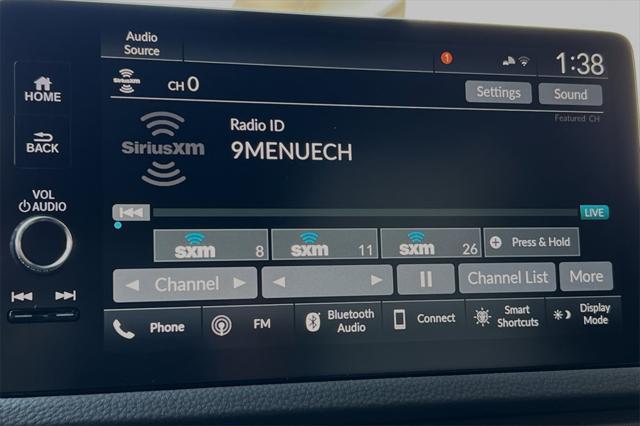 Audio
Source
1
1:38
HOME
SiriusXM
CH 0
Settings
Sound
Featured CH
BACK
SiriusXM
Radio ID
9MENUECH
VOL
AUDIO
LIVE
sxm 8
sxm 11
sxm 26
Press & Hold
Channel
Channel List
More
Phone
FM
Bluetooth
Audio
Connect
Smart
Shortcuts
Display
Mode